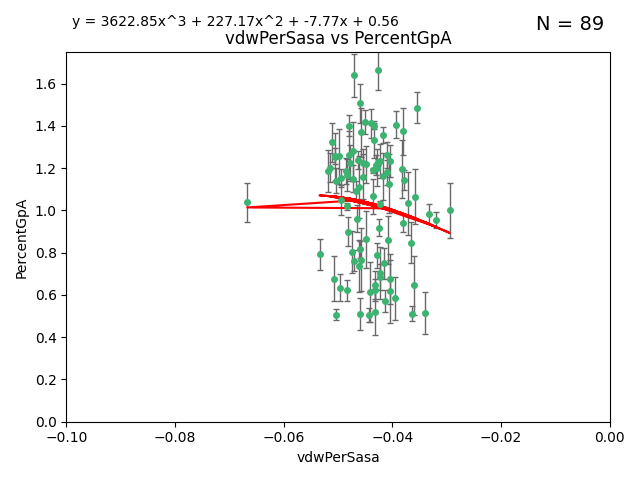 y = 3622.85x^3 + 227.17x^2 + -7.77x + 0.56
N = 89
vdwPerSasa vs PercentGpA
PercentGpA
1.6
1.4
1.2
1.0
0.8
0.6
0.4
0.2
0.0
−0.10 −0.08 −0.06 −0.04 −0.02 0.00
vdwPerSasa